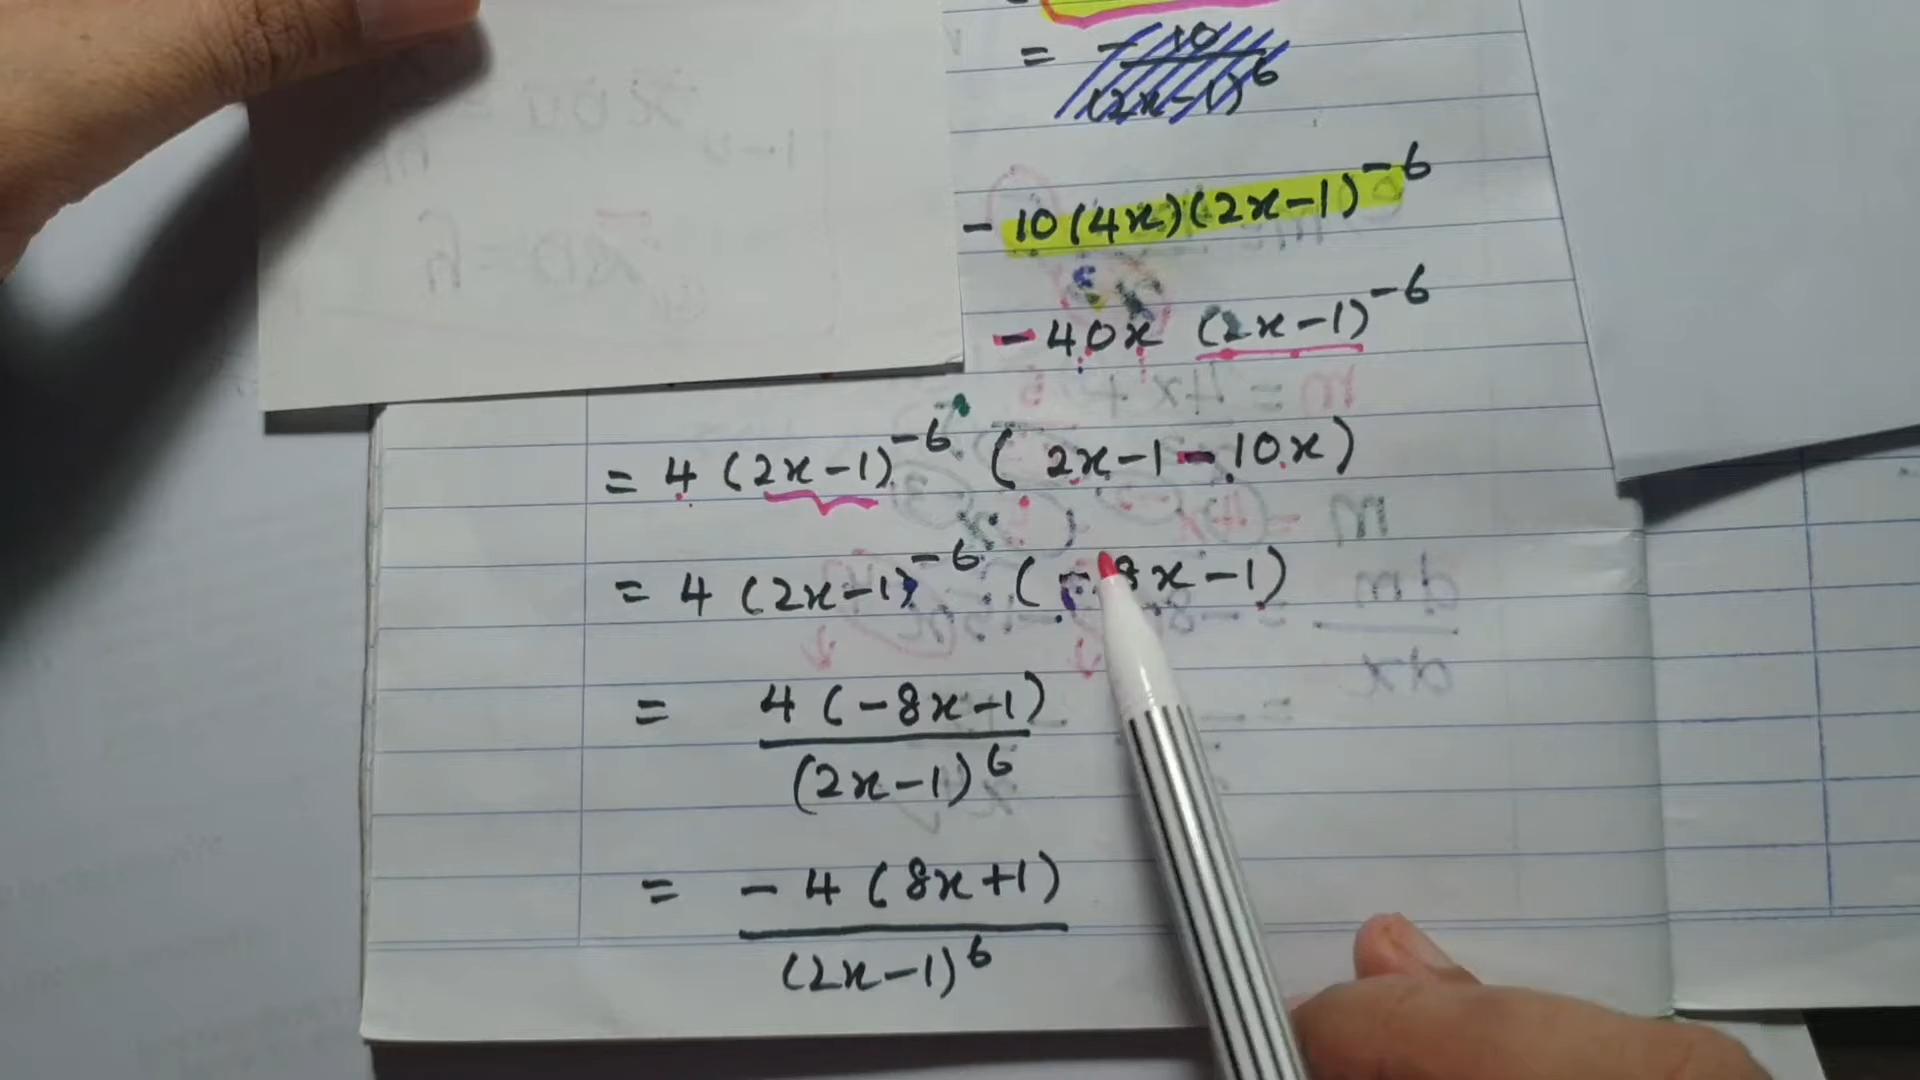 = - 10 / (2x-1)^6
- 10(4x)(2x-1)^-6
- 40x (2x-1)^-6
= 4 (2x-1)^-6 (2x-1-10x)
= 4 (2x-1)^-6 (-8x-1)
= 4(-8x-1) / (2x-1)^6
= -4(8x+1) / (2x-1)^6